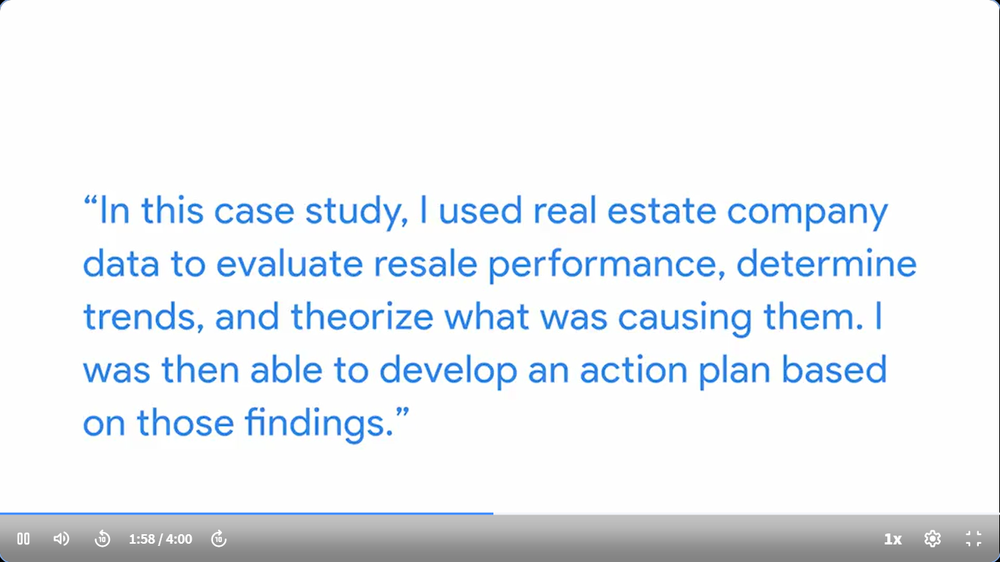 “In this case study, I used real estate company
data to evaluate resale performance, determine
trends, and theorize what was causing them. I
was then able to develop an action plan based
on those findings.”
10
1:58 / 4:00
10
1x